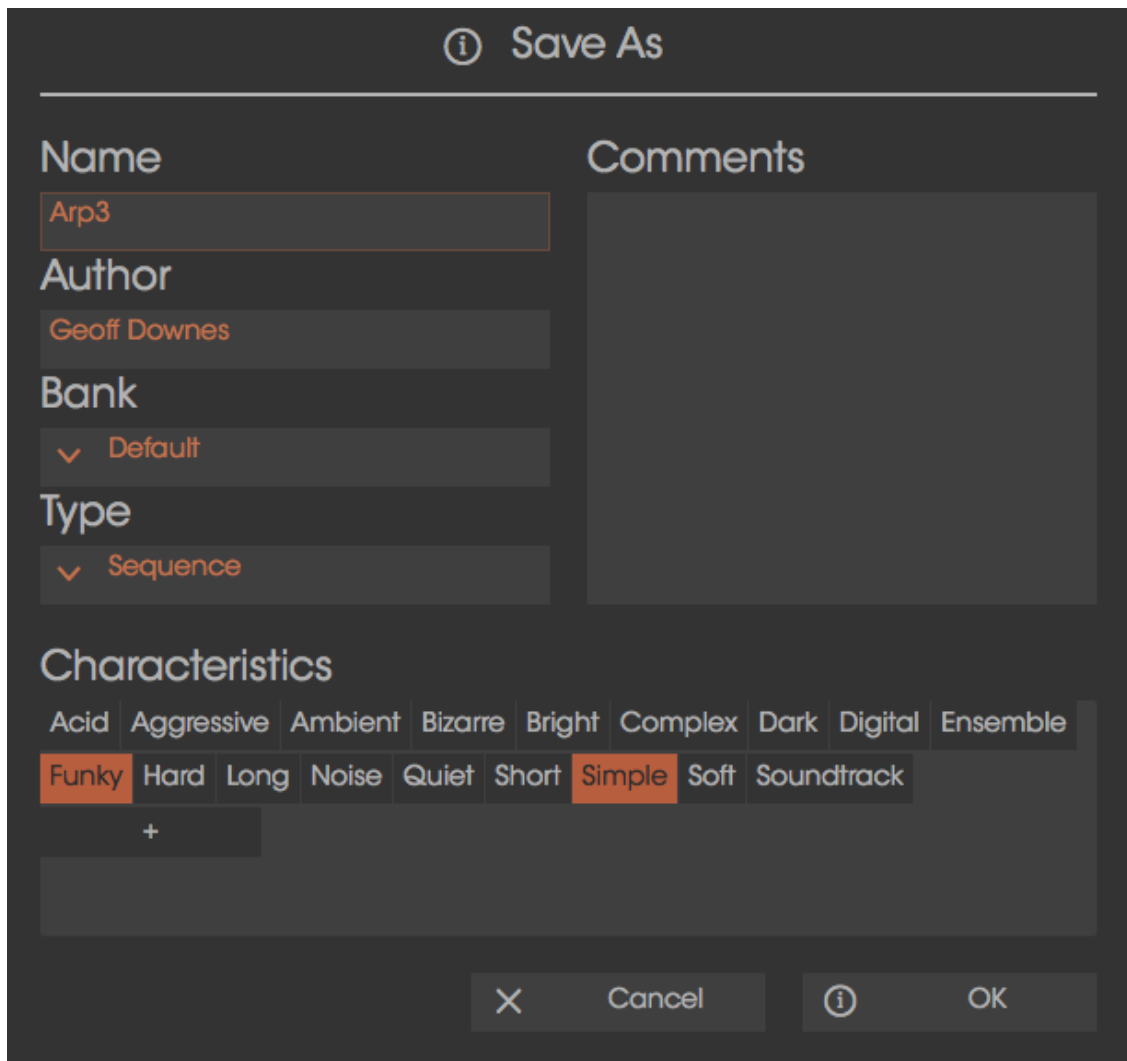 Save As
Name
Arp3
Author
Geoff Downes
Bank
Default
Type
Sequence
Comments
Characteristics
Acid Aggressive Ambient Bizarre Bright Complex Dark Digital Ensemble
Funky Hard Long Noise Quiet Short Simple Soft Soundtrack
+
Cancel OK